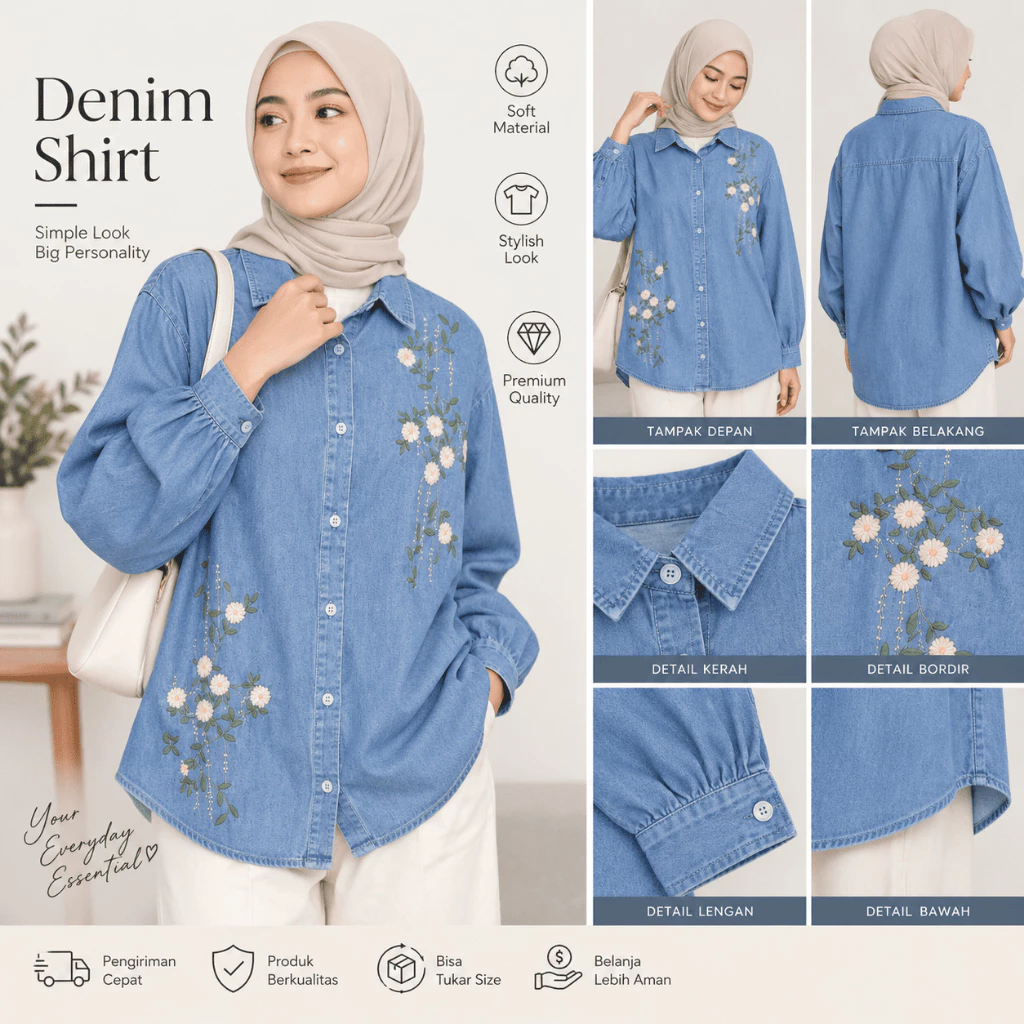 Denim
Shirt
Simple Look
Big Personality
Soft
Material
Stylish
Look
Premium
Quality
Your
Everyday
Essential
TAMPAK DEPAN
TAMPAK BELAKANG
DETAIL KERAH
DETAIL BORDIR
DETAIL LENGAN
DETAIL BAWAH
Pengiriman
Cepat
Produk
Berkualitas
Bisa
Tukar Size
$
Belanja
Lebih Aman